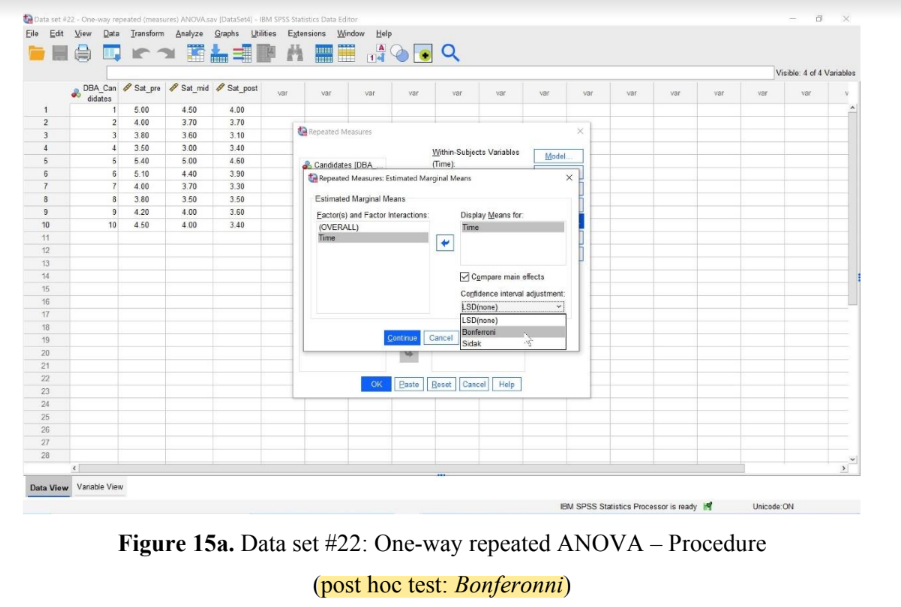 Data set #22 - One-way repeated (measures) ANOVA.sav [DataSet4] - IBM SPSS Statistics Data Editor
File Edit View Data Transform Analyze Graphs Utilities Extensions Window Help
Visible: 4 of 4 Variables
DBA_Can didates Sat_pre Sat_mid Sat_post var var var var var var var var var var var var var
1 1 5.00 4.50 4.00
2 2 4.00 3.70 3.70
3 3 3.80 3.60 3.10
4 4 3.50 3.00 3.40
5 5 5.40 5.00 4.60
6 6 5.10 4.40 3.90
7 7 4.00 3.70 3.30
8 8 3.80 3.50 3.50
9 9 4.20 4.00 3.60
10 10 4.50 4.00 3.40
11
12
13
14
15
16
17
18
19
20
21
22
23
24
25
26
27
28
Repeated Measures
Within-Subjects Variables
(Time):
Model...
Candidates [DBA_...
Repeated Measures: Estimated Marginal Means
Estimated Marginal Means
Factor(s) and Factor Interactions:
(OVERALL)
Time
Display Means for:
Time
Compare main effects
Confidence interval adjustment:
LSD(none)
LSD(none)
Bonferroni
Sidak
Continue Cancel
OK Paste Reset Cancel Help
Data View Variable View
IBM SPSS Statistics Processor is ready Unicode:ON
Figure 15a. Data set #22: One-way repeated ANOVA – Procedure
(post hoc test: Bonferonni)